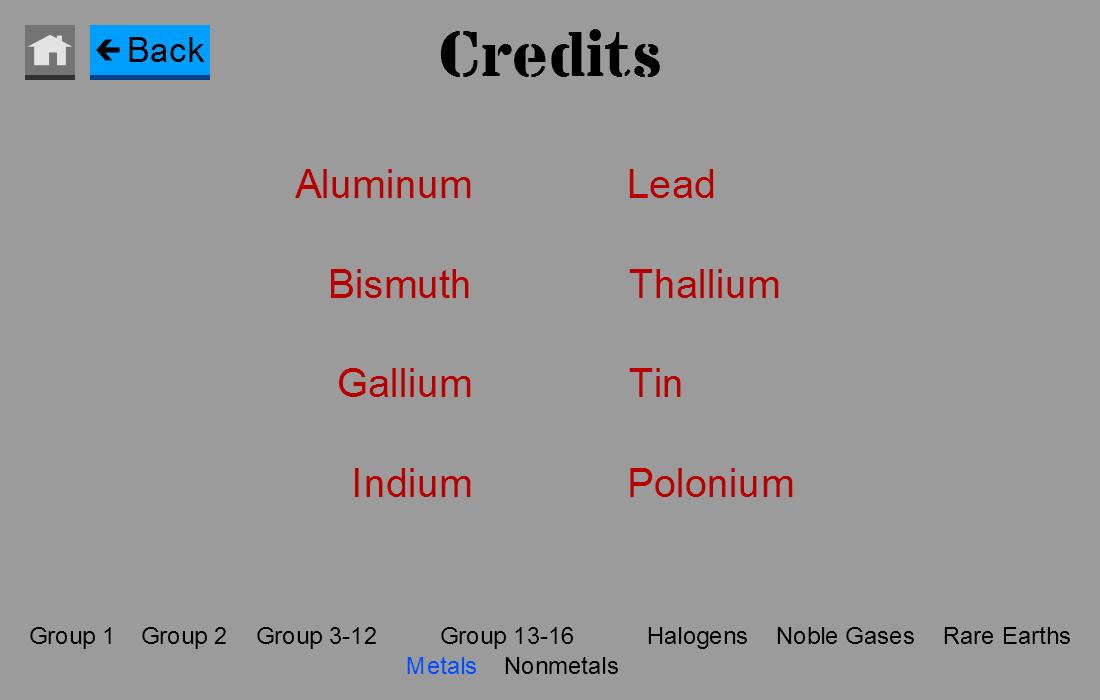 Back
Credits
Aluminum
Lead
Bismuth
Thallium
Gallium
Tin
Indium
Polonium
Group 1
Group 2
Group 3-12
Group 13-16
Halogens
Noble Gases
Rare Earths
Metals
Nonmetals